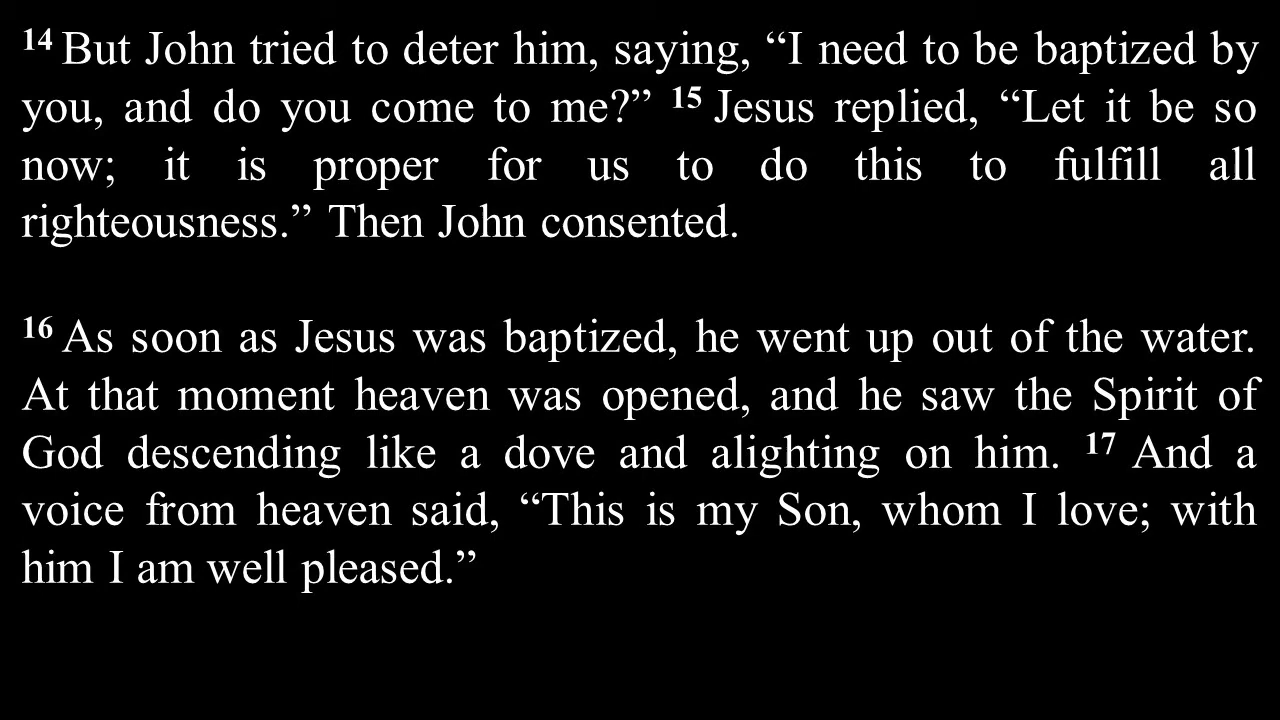 14 But John tried to deter him, saying, “I need to be baptized by
you, and do you come to me?” 15 Jesus replied, “Let it be so
now; it is proper for us to do this to fulfill all
righteousness.” Then John consented.
16 As soon as Jesus was baptized, he went up out of the water.
At that moment heaven was opened, and he saw the Spirit of
God descending like a dove and alighting on him. 17 And a
voice from heaven said, “This is my Son, whom I love; with
him I am well pleased.”